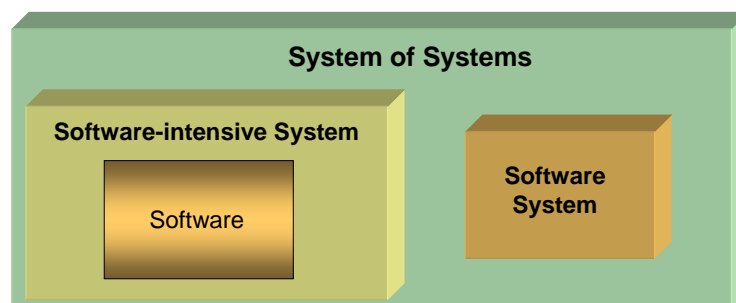 System of Systems
Software-intensive System
Software
Software
System